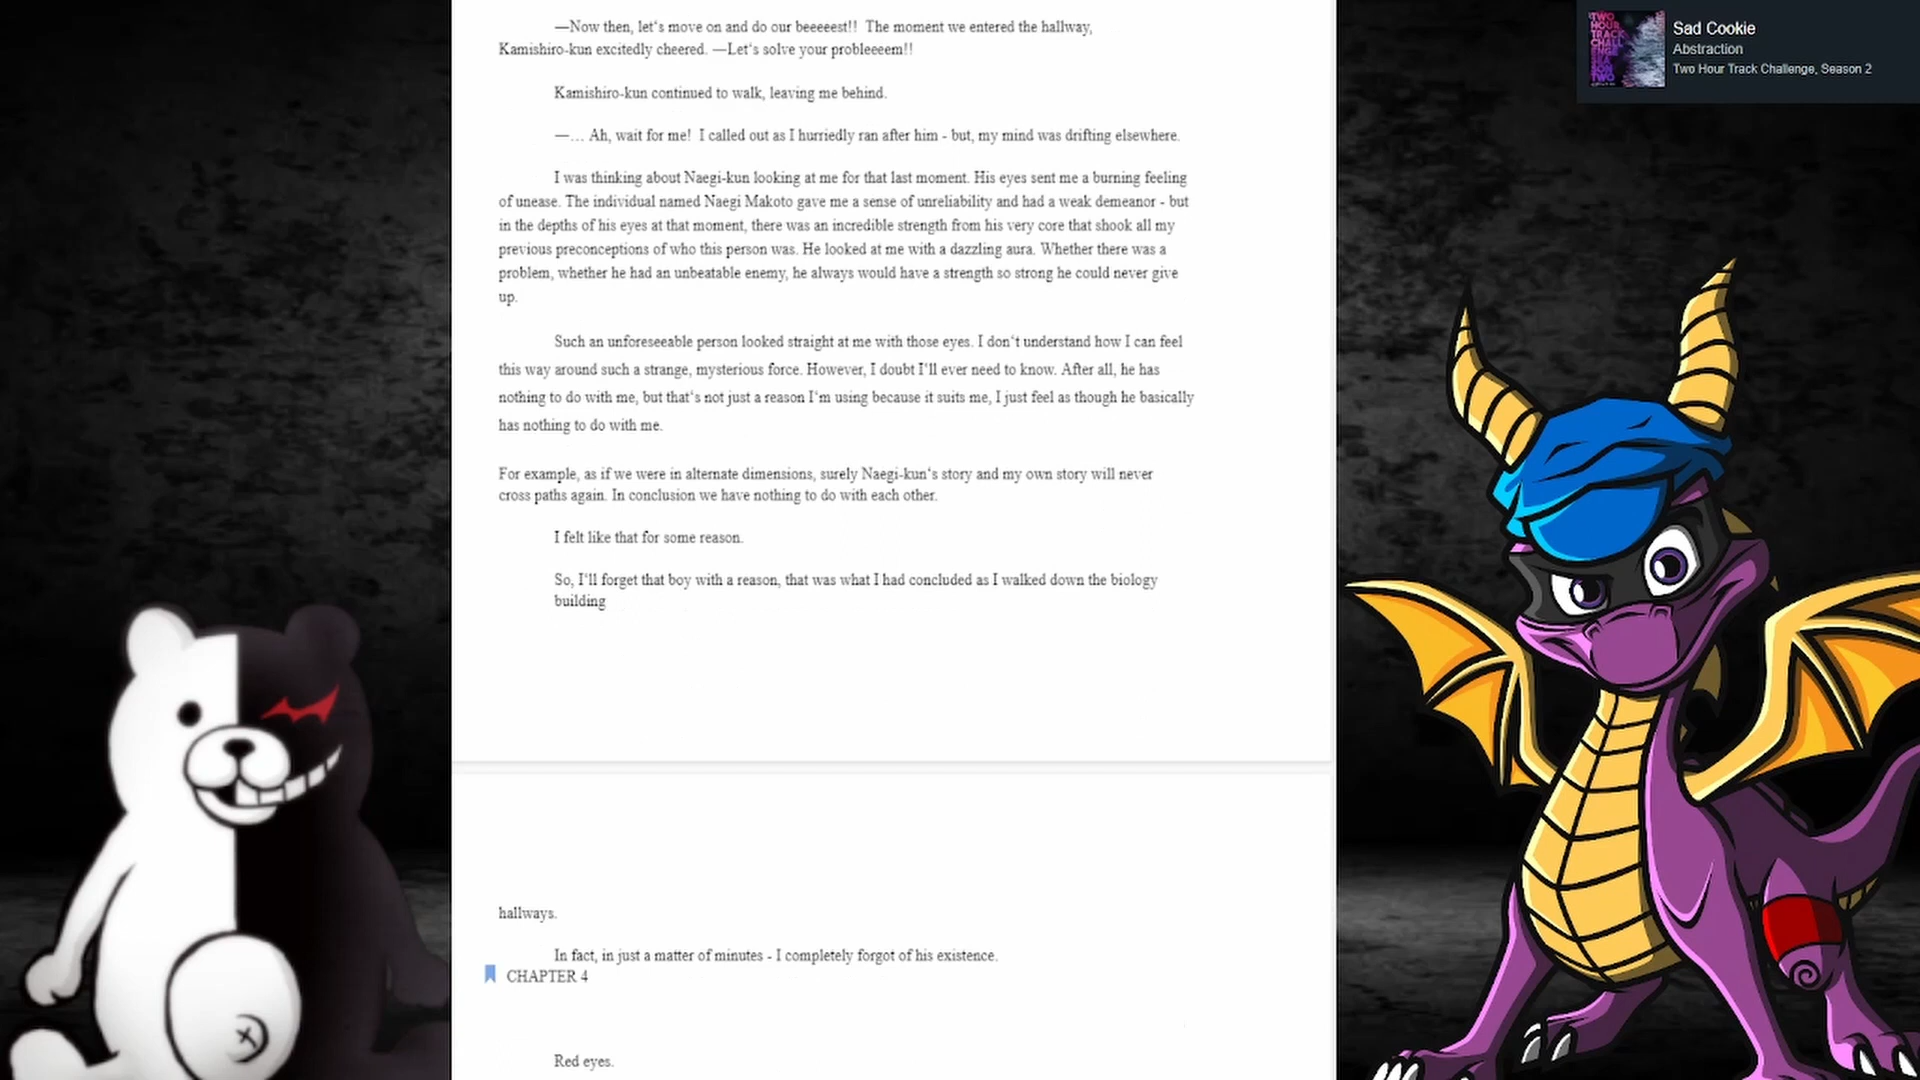 —Now then, let's move on and do our beeeeest!!  The moment we entered the hallway,
Kamishiro-kun excitedly cheered. —Let's solve your probleeeem!!
Kamishiro-kun continued to walk, leaving me behind.
—… Ah, wait for me!  I called out as I hurriedly ran after him - but, my mind was drifting elsewhere.
I was thinking about Naegi-kun looking at me for that last moment. His eyes sent me a burning feeling
of unease. The individual named Naegi Makoto gave me a sense of unreliability and had a weak demeanor - but
in the depths of his eyes at that moment, there was an incredible strength from his very core that shook all my
previous preconceptions of who this person was. He looked at me with a dazzling aura. Whether there was a
problem, whether he had an unbeatable enemy, he always would have a strength so strong he could never give
up.
Such an unforeseeable person looked straight at me with those eyes. I don't understand how I can feel
this way around such a strange, mysterious force. However, I doubt I'll ever need to know. After all, he has
nothing to do with me, but that's not just a reason I'm using because it suits me, I just feel as though he basically
has nothing to do with me.
For example, as if we were in alternate dimensions, surely Naegi-kun's story and my own story will never
cross paths again. In conclusion we have nothing to do with each other.
I felt like that for some reason.
So, I'll forget that boy with a reason, that was what I had concluded as I walked down the biology
building
hallways.
In fact, in just a matter of minutes - I completely forgot of his existence.
CHAPTER 4
Red eyes.
TWO
HOUR
TRACK
CHALL
ENGE
SEA
SON
TWO
Sad Cookie
Abstraction
Two Hour Track Challenge, Season 2